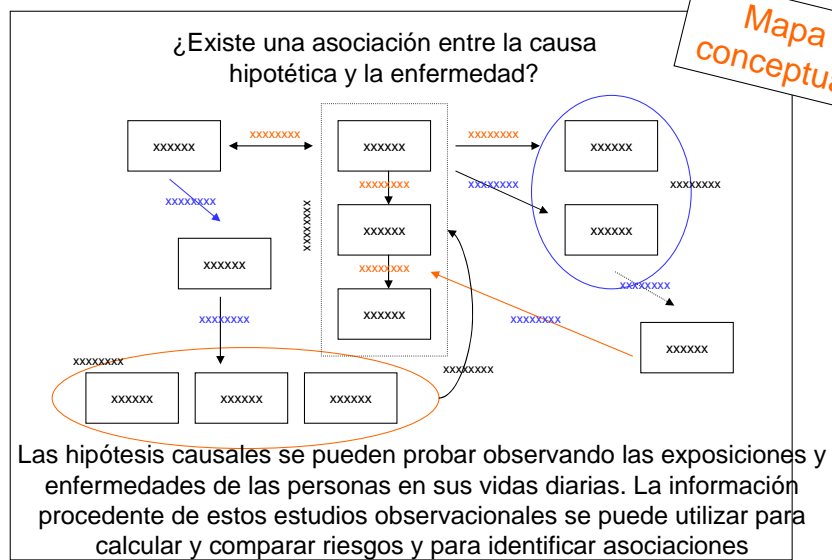 Mapa
conceptua
¿Existe una asociación entre la causa
hipotética y la enfermedad?
xxxxxx
xxxxxxxx
xxxxxx
xxxxxxxx
xxxxxx
xxxxxxxx
xxxxxxxx
xxxxxxxx
xxxxxxxx
xxxxxxxx
xxxxxx
xxxxxx
xxxxxx
xxxxxxxx
xxxxxxxx
xxxxxxxx
xxxxxxxx
xxxxxx
xxxxxx
xxxxxxxx
xxxxxxxx
xxxxxx
xxxxxx
xxxxxx
Las hipótesis causales se pueden probar observando las exposiciones y
enfermedades de las personas en sus vidas diarias. La información
procedente de estos estudios observacionales se puede utilizar para
calcular y comparar riesgos y para identificar asociaciones